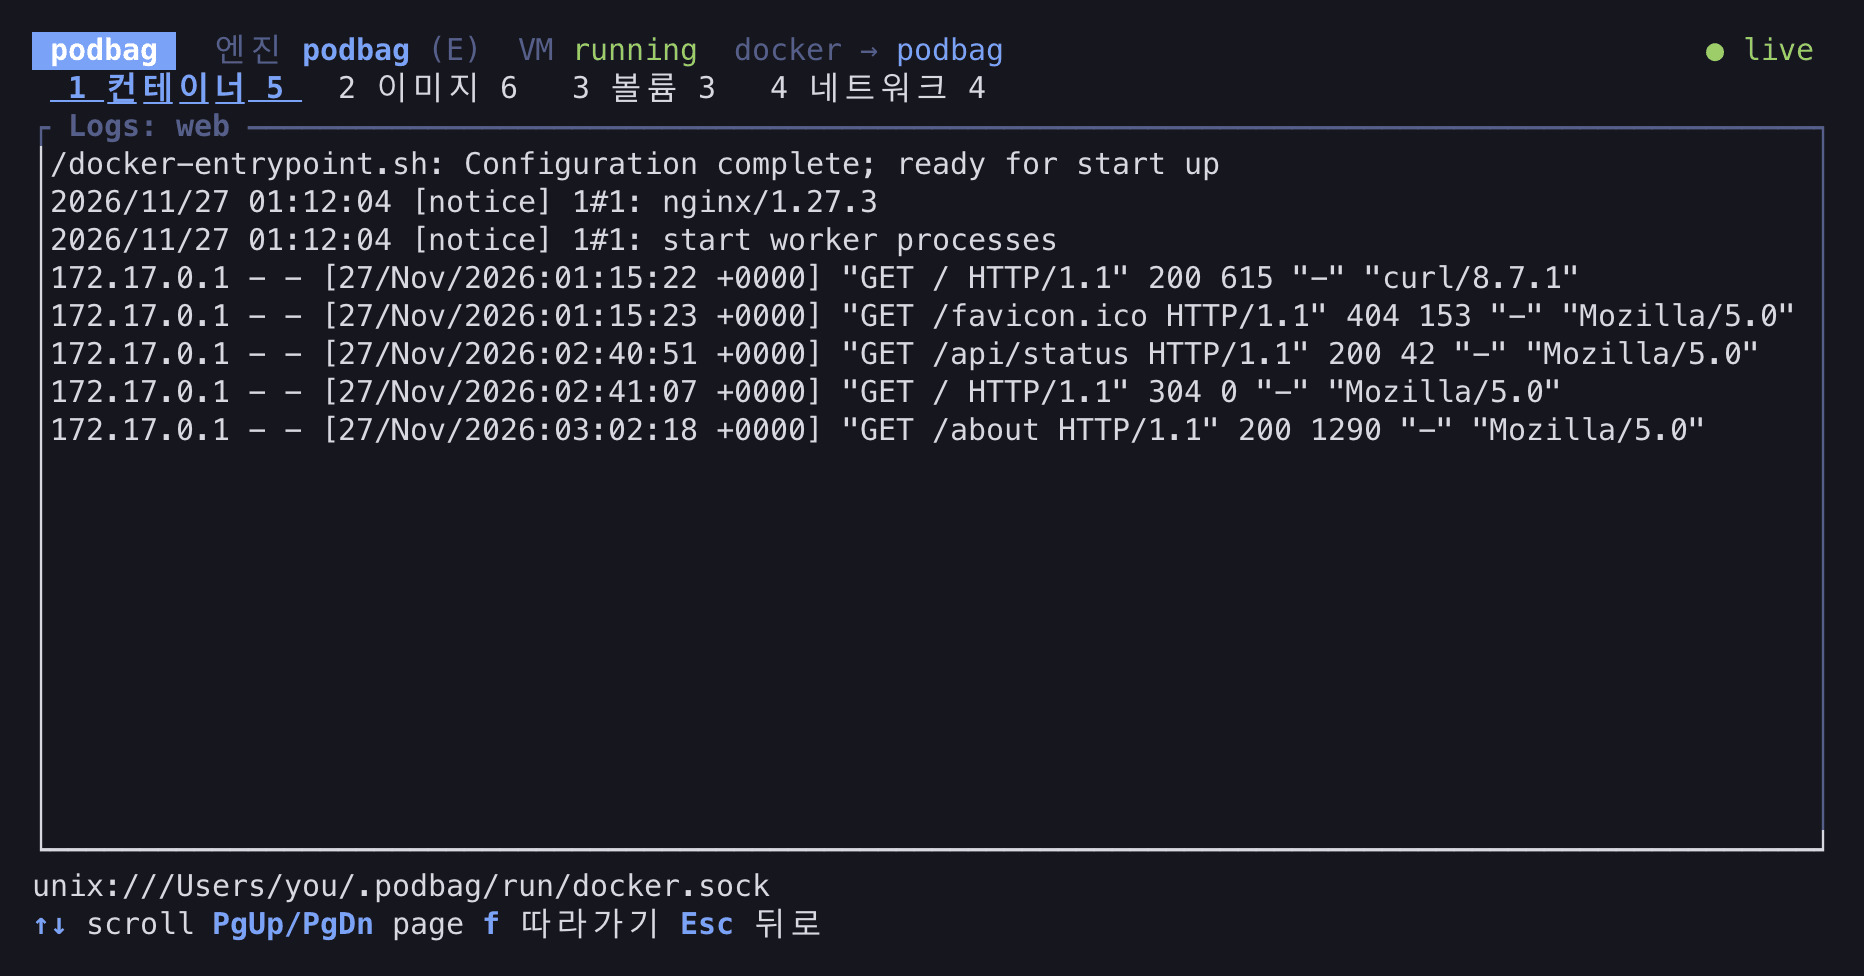 podbag 엔진 podbag (E) VM running docker → podbag ● live
1 컨테이너 5 2 이미지 6 3 볼륨 3 4 네트워크 4
Logs: web
/docker-entrypoint.sh: Configuration complete; ready for start up
2026/11/27 01:12:04 [notice] 1#1: nginx/1.27.3
2026/11/27 01:12:04 [notice] 1#1: start worker processes
172.17.0.1 - - [27/Nov/2026:01:15:22 +0000] "GET / HTTP/1.1" 200 615 "-" "curl/8.7.1"
172.17.0.1 - - [27/Nov/2026:01:15:23 +0000] "GET /favicon.ico HTTP/1.1" 404 153 "-" "Mozilla/5.0"
172.17.0.1 - - [27/Nov/2026:02:40:51 +0000] "GET /api/status HTTP/1.1" 200 42 "-" "Mozilla/5.0"
172.17.0.1 - - [27/Nov/2026:02:41:07 +0000] "GET / HTTP/1.1" 304 0 "-" "Mozilla/5.0"
172.17.0.1 - - [27/Nov/2026:03:02:18 +0000] "GET /about HTTP/1.1" 200 1290 "-" "Mozilla/5.0"
unix:///Users/you/.podbag/run/docker.sock
↑↓ scroll PgUp/PgDn page f 따라가기 Esc 뒤로